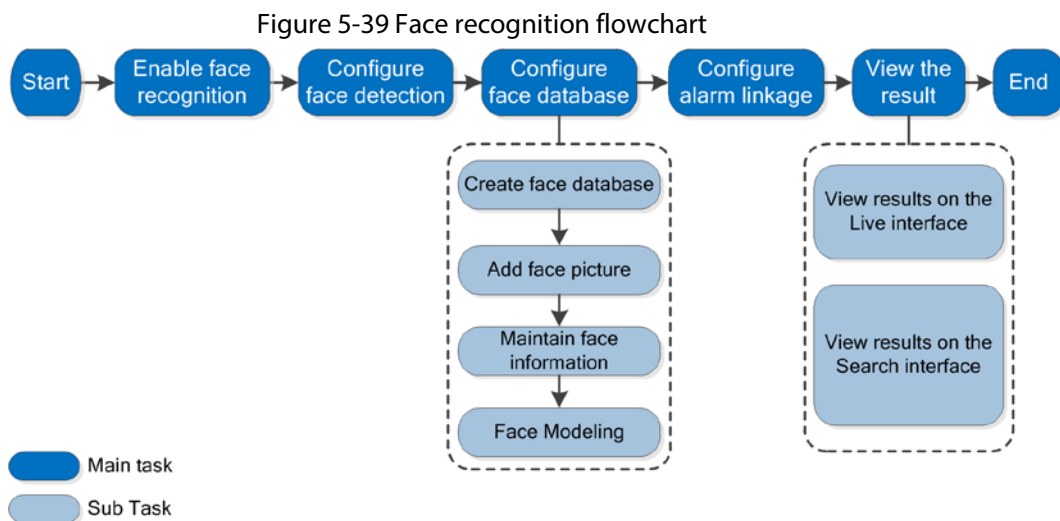 Figure 5-39 Face recognition flowchart
Start
Enable face
recognition
Configure
face detection
Configure
face database
Configure
alarm linkage
View the
result
End
Create face database
Add face picture
Maintain face
information
Face Modeling
View results on the
Live interface
View results on the
Search interface
Main task
Sub Task